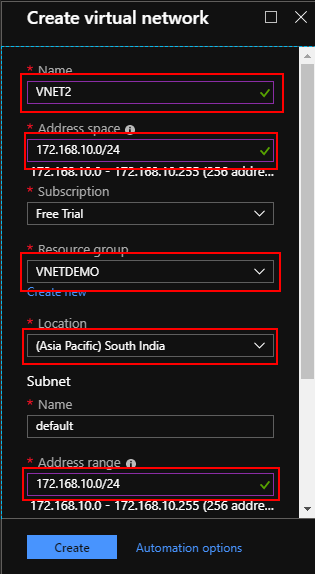 Create virtual network
* Name
VNET2
* Address space
172.168.10.0/24
172.168.10.0 - 172.168.10.255 (256 addre...
* Subscription
Free Trial
* Resource group
VNETDEMO
Create new
* Location
(Asia Pacific) South India
Subnet
* Name
default
* Address range
172.168.10.0/24
172.168.10.0 - 172.168.10.255 (256 addre...
Create
Automation options